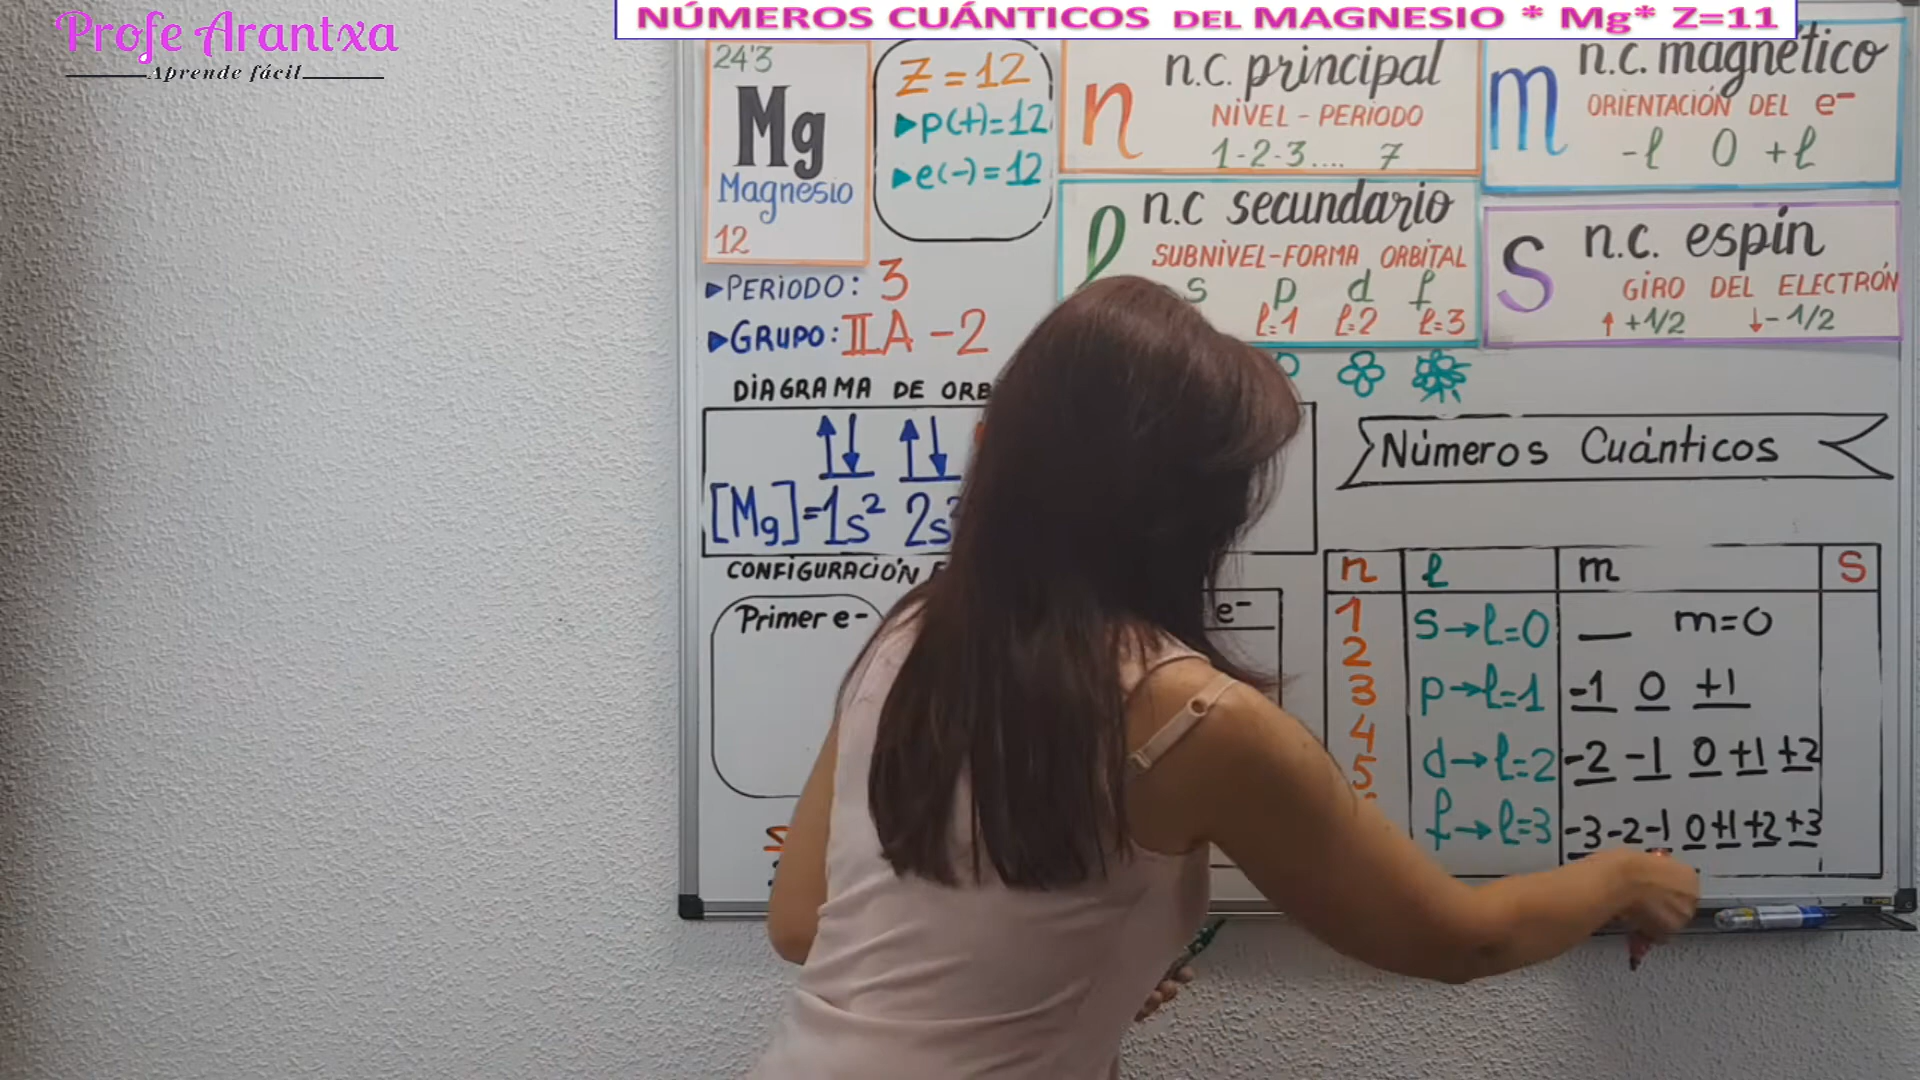 Profe Arantxa
Aprende fácil
NÚMEROS CUÁNTICOS DEL MAGNESIO * Mg* Z=11
24'3
Mg
Magnesio
12
Z=12
▶p(+)=12
▶e(-)=12
n
n.c. principal
NIVEL - PERIODO
1-2-3.... 7
m
n.c. magnético
ORIENTACIÓN DEL e-
-l 0 +l
l
n.c secundario
SUBNIVEL-FORMA ORBITAL
s p d f
l=1 l=2 l=3
S
n.c. espín
GIRO DEL ELECTRÓN
↑ +1/2 ↓-1/2
▶PERIODO: 3
▶GRUPO: IIA - 2
DIAGRAMA DE
[Mg]=1s² 2s²
CONFIGURACIÓN
Primer e-
e-
Números Cuánticos
n l m S
1
2
3
4
5
s→l=0 m=0
p→l=1 -1 0 +1
d→l=2 -2 -1 0 +1 +2
f→l=3 -3 -2 -1 0 +1 +2 +3